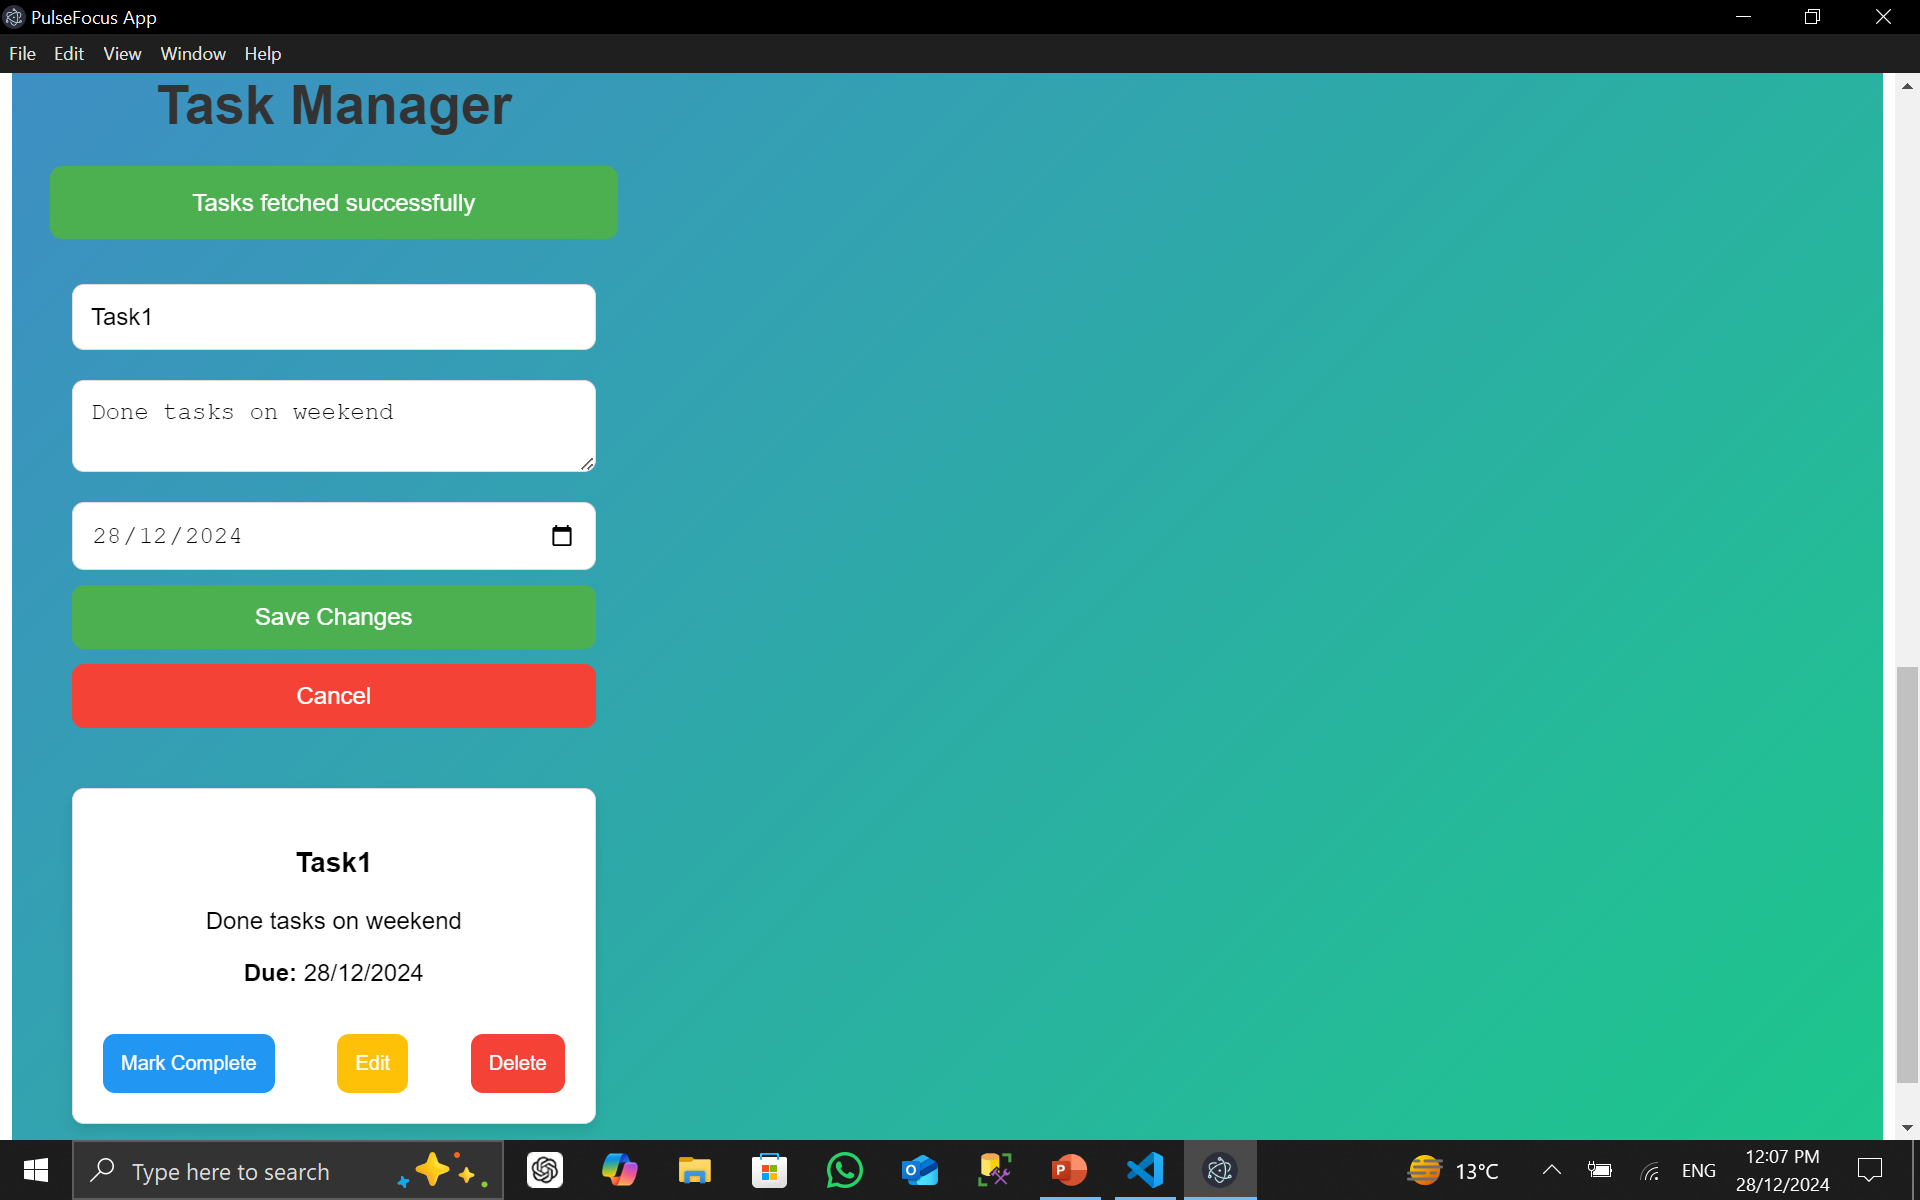 PulseFocus App
File Edit View Window Help
Task Manager
Tasks fetched successfully
Task1
Done tasks on weekend
28/12/2024
Save Changes
Cancel
Task1
Done tasks on weekend
Due: 28/12/2024
Mark Complete Edit Delete
Type here to search
13°C
ENG
12:07 PM
28/12/2024